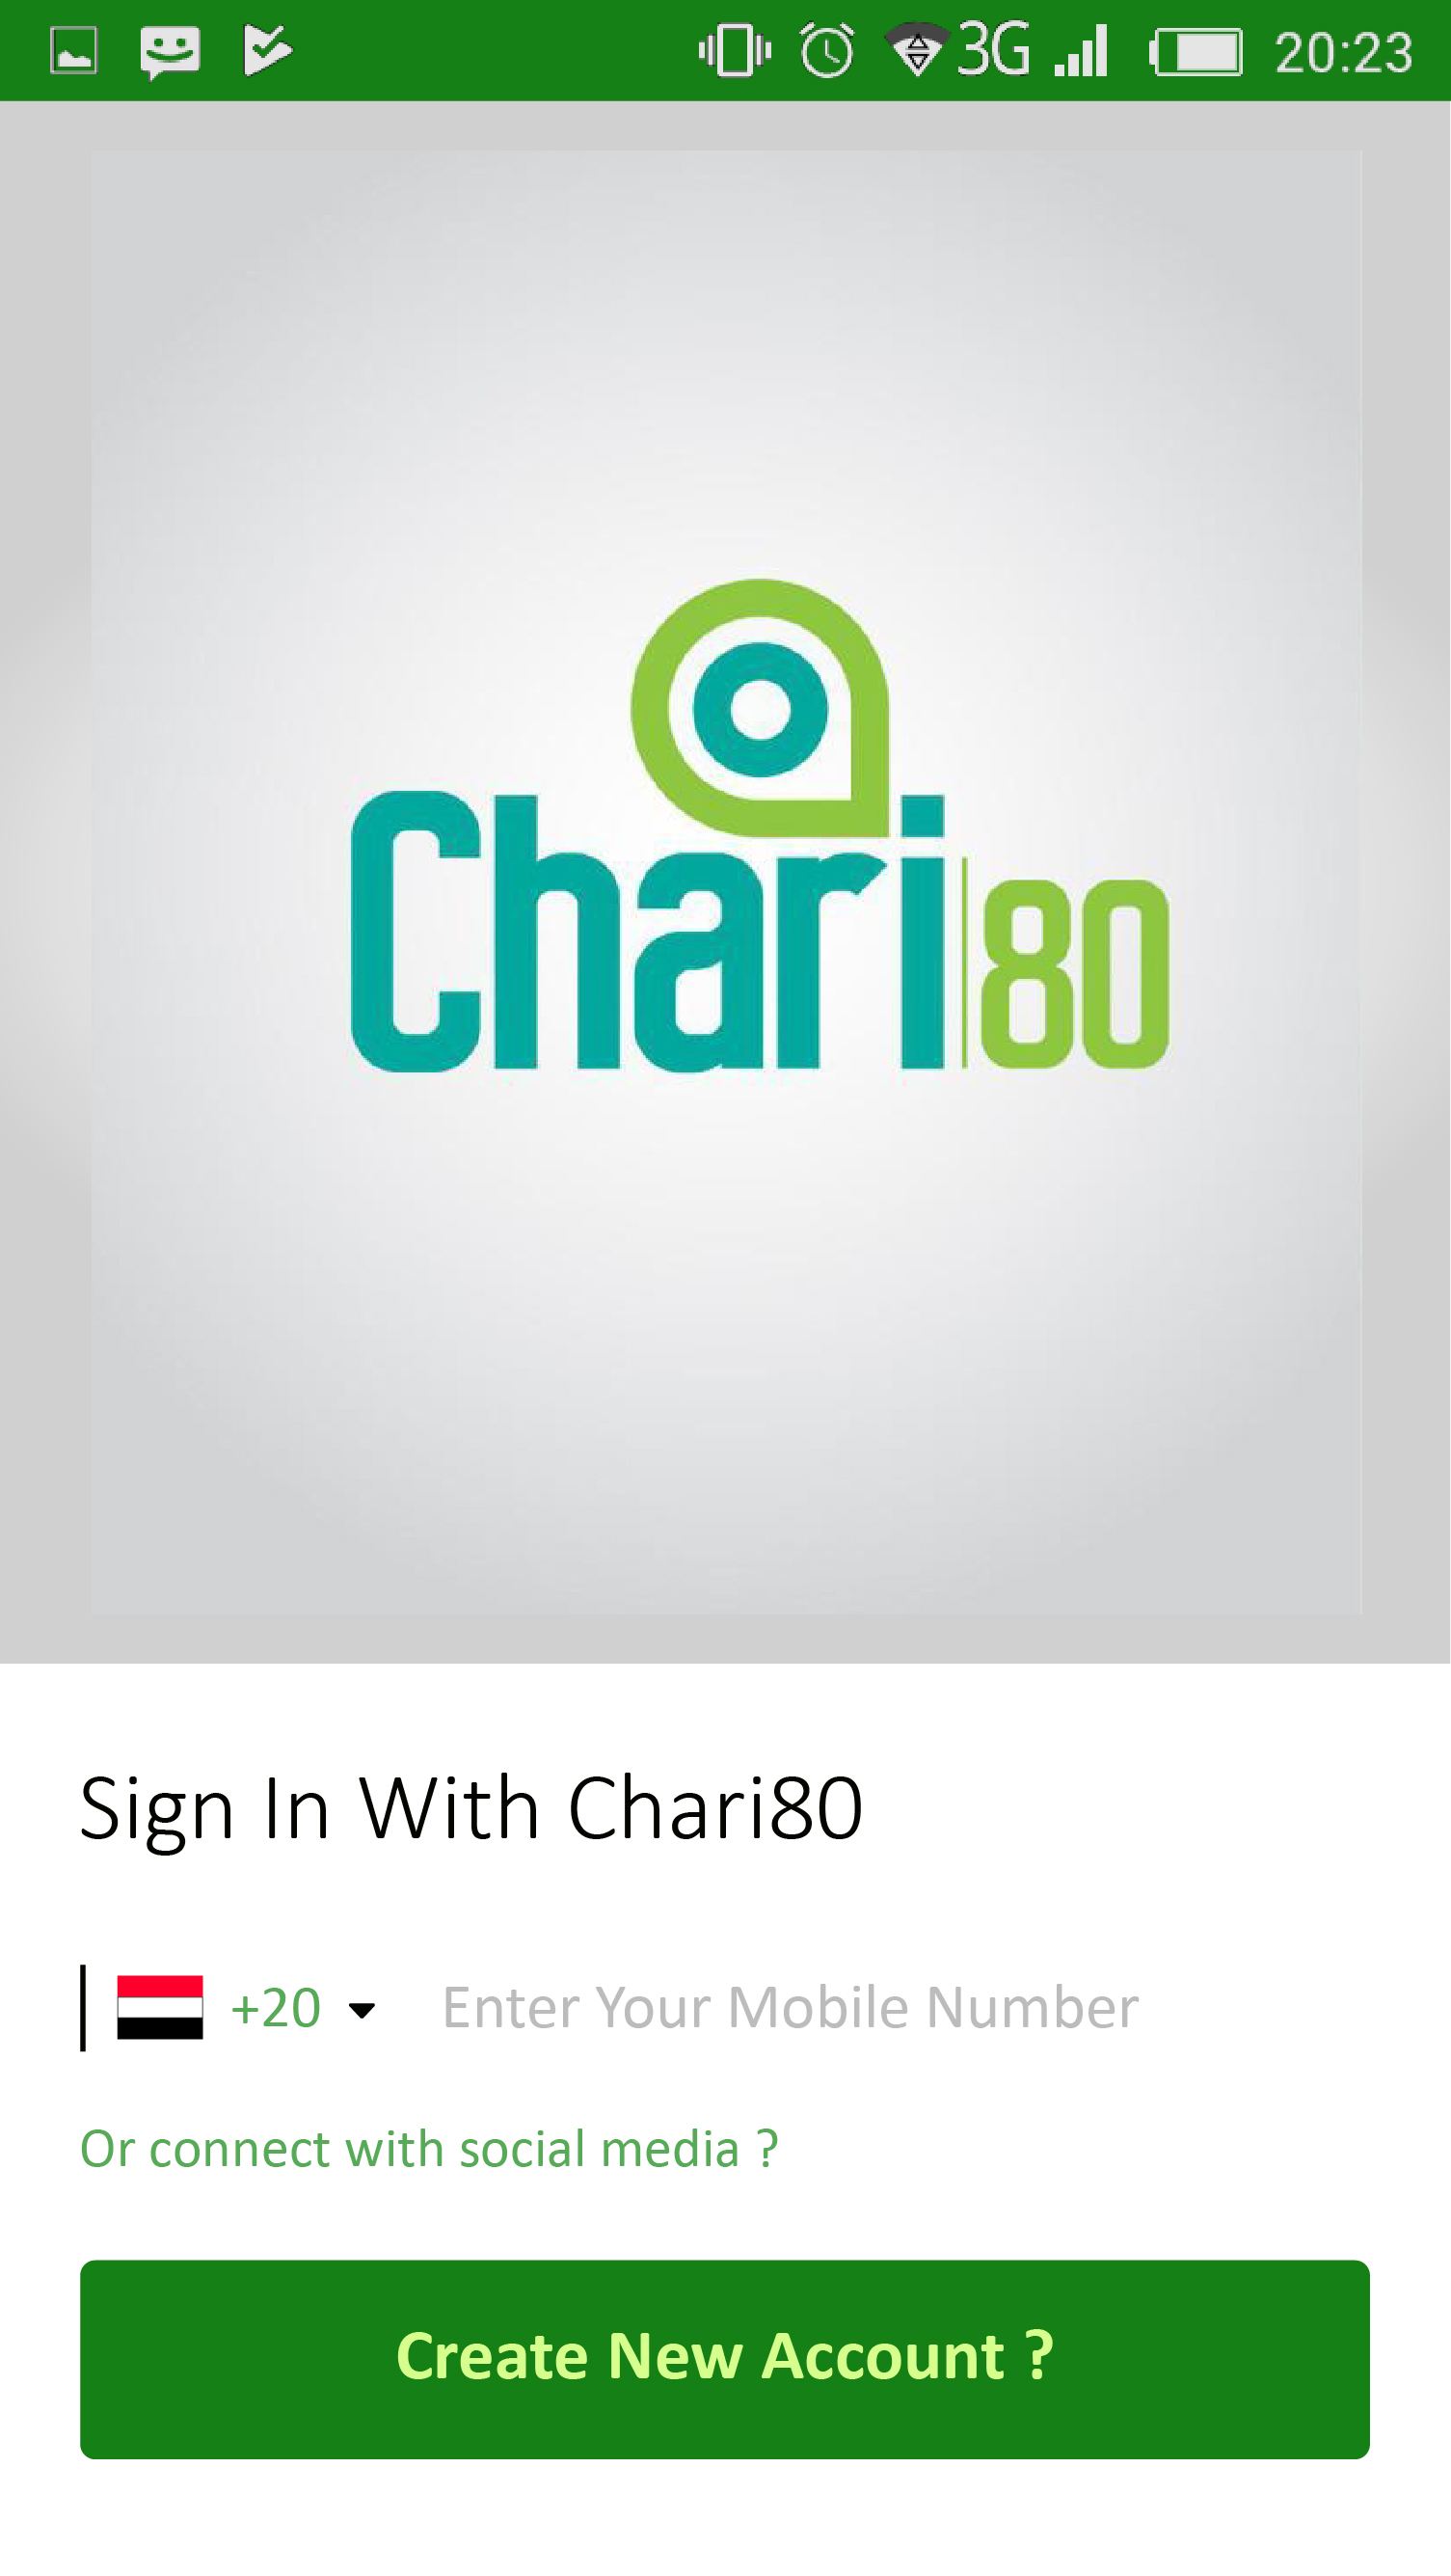 3G 20:23
Chari80
Sign In With Chari80
+20 Enter Your Mobile Number
Or connect with social media ?
Create New Account ?